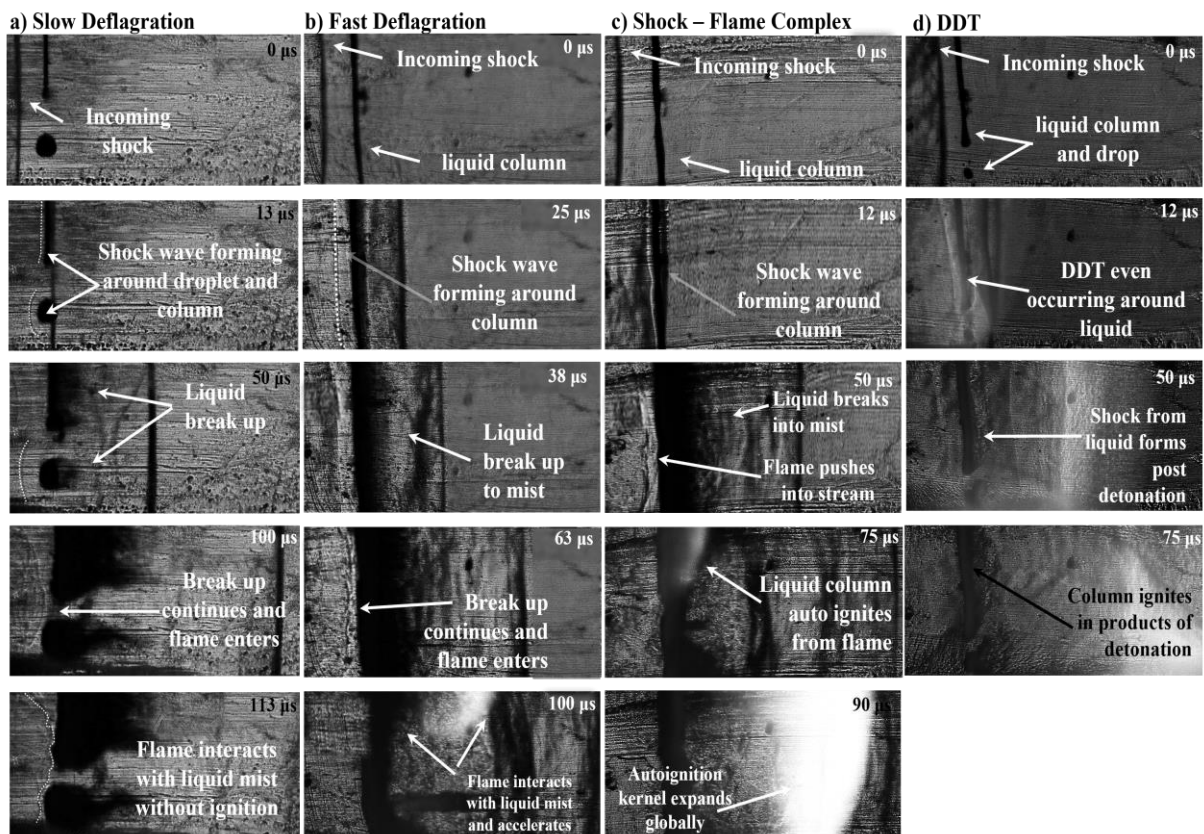 a) Slow Deflagration
0 μs
Incoming
shock
13 μs
Shock wave forming
around droplet and
column
50 μs
Liquid
break up
100 μs
Break up
continues and
flame enters
113 μs
Flame interacts
with liquid mist
without ignition
b) Fast Deflagration
0 μs
Incoming shock
liquid column
25 μs
Shock wave
forming around
column
38 μs
Liquid
break up
to mist
63 μs
Break up
continues and
flame enters
100 μs
Flame interacts
with liquid mist
and accelerates
c) Shock – Flame Complex
0 μs
Incoming shock
liquid column
12 μs
Shock wave
forming around
column
50 μs
Liquid breaks
into mist
Flame pushes
into stream
75 μs
Liquid column
auto ignites
from flame
90 μs
Autoignition
kernel expands
globally
d) DDT
0 μs
Incoming shock
liquid column
and drop
12 μs
DDT even
occurring around
liquid
50 μs
Shock from
liquid forms
post
detonation
75 μs
Column ignites
in products of
detonation